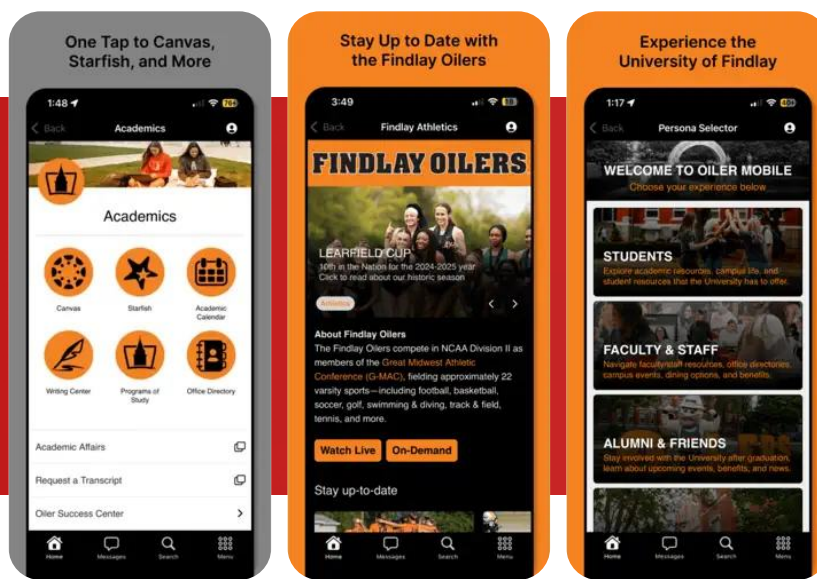 One Tap to Canvas,
Starfish, and More
1:48
76+
Back
Academics
Academics
Canvas
Starfish
Academic
Calendar
Writing Center
Programs of
Study
Office Directory
Academic Affairs
Request a Transcript
Oiler Success Center
Home
Messages
Search
Menu
Stay Up to Date with
the Findlay Oilers
3:49
Back
Findlay Athletics
FINDLAY OILERS
LEARFIELD CUP
10th in the Nation for the 2024-2025 year
Click to read about our historic season
Athletics
About Findlay Oilers
The Findlay Oilers compete in NCAA Division II as
members of the Great Midwest Athletic
Conference (G-MAC), fielding approximately 22
varsity sports—including football, basketball,
soccer, golf, swimming & diving, track & field,
tennis, and more.
Watch Live
On-Demand
Stay up-to-date
Home
Messages
Search
Menu
Experience the
University of Findlay
1:17
Back
Persona Selector
WELCOME TO OILER MOBILE
Choose your experience below
STUDENTS
Explore academic resources, campus life, and
student resources that the University has to offer.
FACULTY & STAFF
Navigate faculty/staff resources, office directories,
campus events, dining options, and benefits.
ALUMNI & FRIENDS
Stay involved with the University after graduation,
learn about upcoming events, benefits, and news.
Home
Messages
Search
Menu